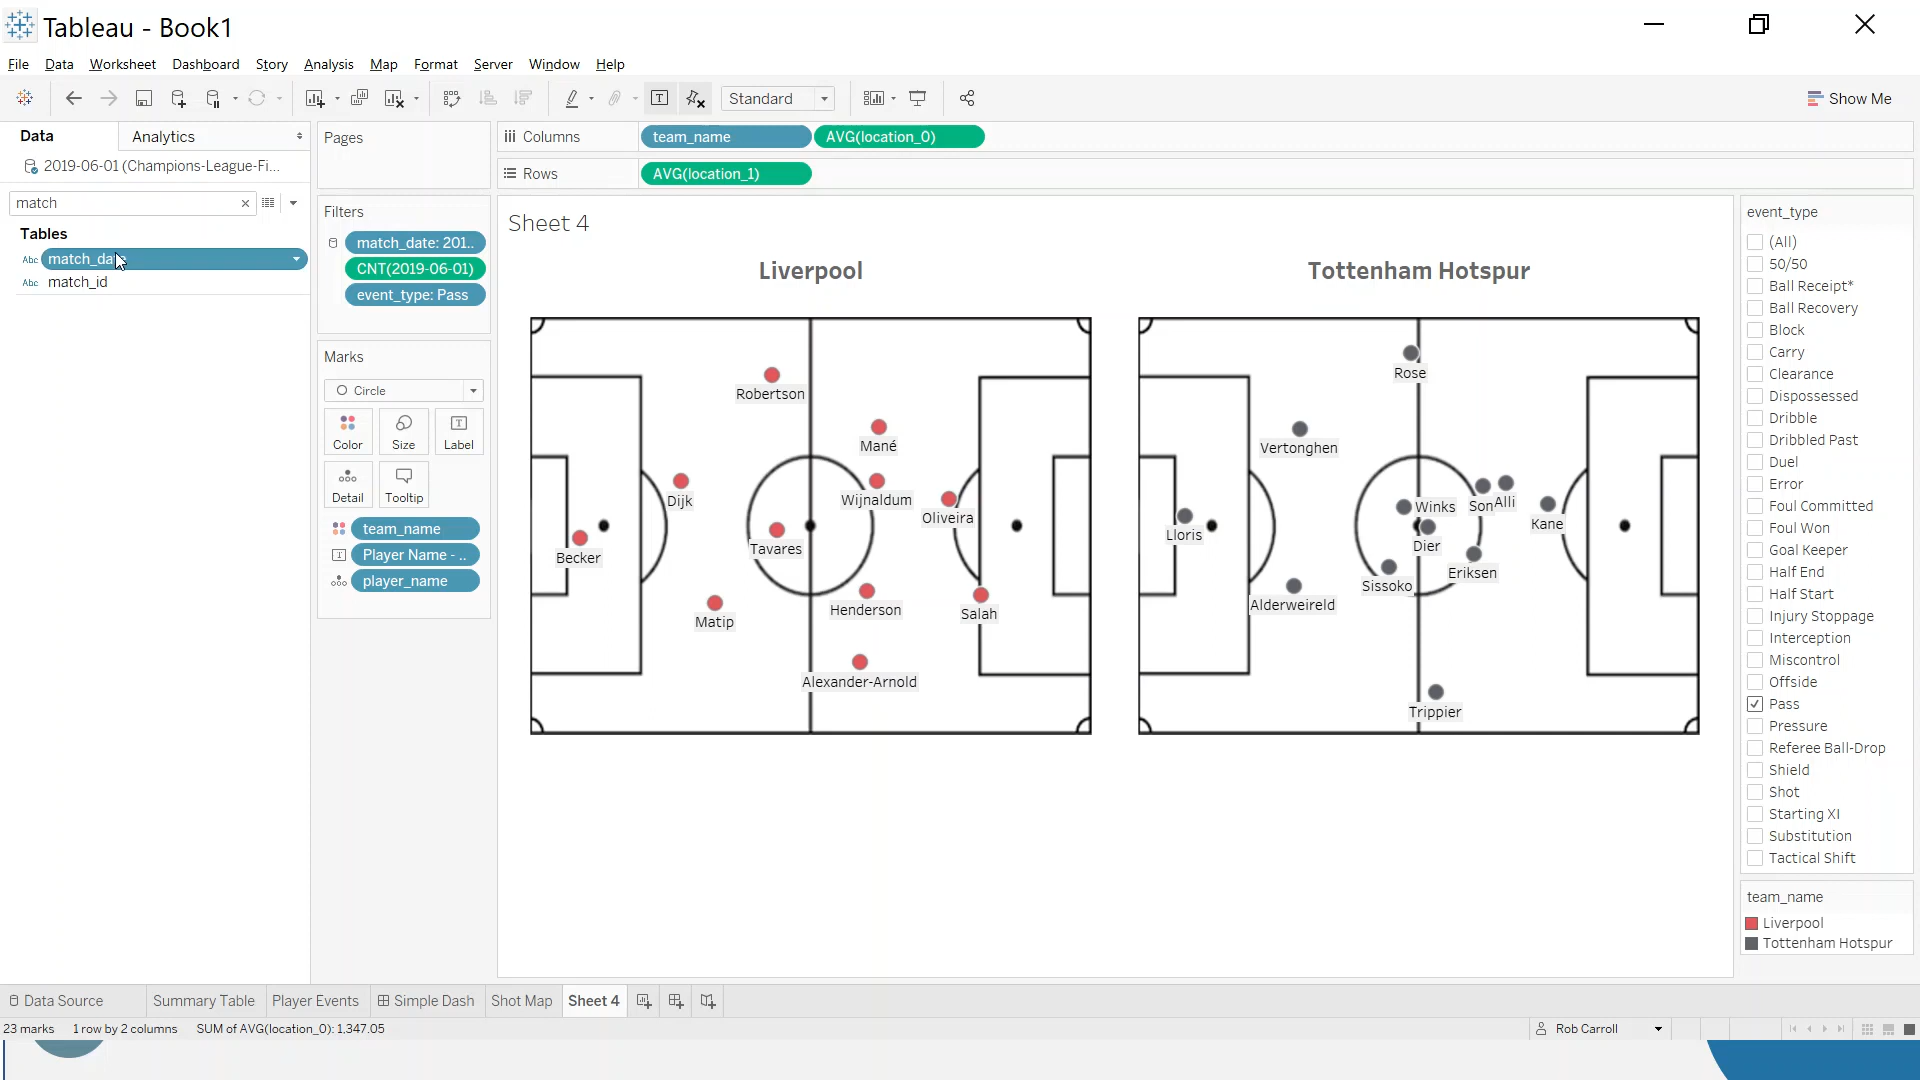 Tableau - Book1
File Data Worksheet Dashboard Story Analysis Map Format Server Window Help
Standard
Show Me
Data Analytics
2019-06-01 (Champions-League-Fi...
match
Tables
Abc match_da
Abc match_id
Pages
Filters
match_date: 201..
CNT(2019-06-01)
event_type: Pass
Marks
Circle
Color Size Label
Detail Tooltip
team_name
Player Name - ..
player_name
Columns team_name AVG(location_0)
Rows AVG(location_1)
Sheet 4
Liverpool
Robertson
Mané
Dijk
Wijnaldum
Oliveira
Becker
Tavares
Matip
Henderson
Salah
Alexander-Arnold
Tottenham Hotspur
Rose
Vertonghen
Lloris
Winks
Son
Alli
Kane
Dier
Eriksen
Sissoko
Alderweireld
Trippier
event_type
(All)
50/50
Ball Receipt*
Ball Recovery
Block
Carry
Clearance
Dispossessed
Dribble
Dribbled Past
Duel
Error
Foul Committed
Foul Won
Goal Keeper
Half End
Half Start
Injury Stoppage
Interception
Miscontrol
Offside
Pass
Pressure
Referee Ball-Drop
Shield
Shot
Starting XI
Substitution
Tactical Shift
team_name
Liverpool
Tottenham Hotspur
Data Source Summary Table Player Events Simple Dash Shot Map Sheet 4
23 marks 1 row by 2 columns SUM of AVG(location_0): 1,347.05
Rob Carroll